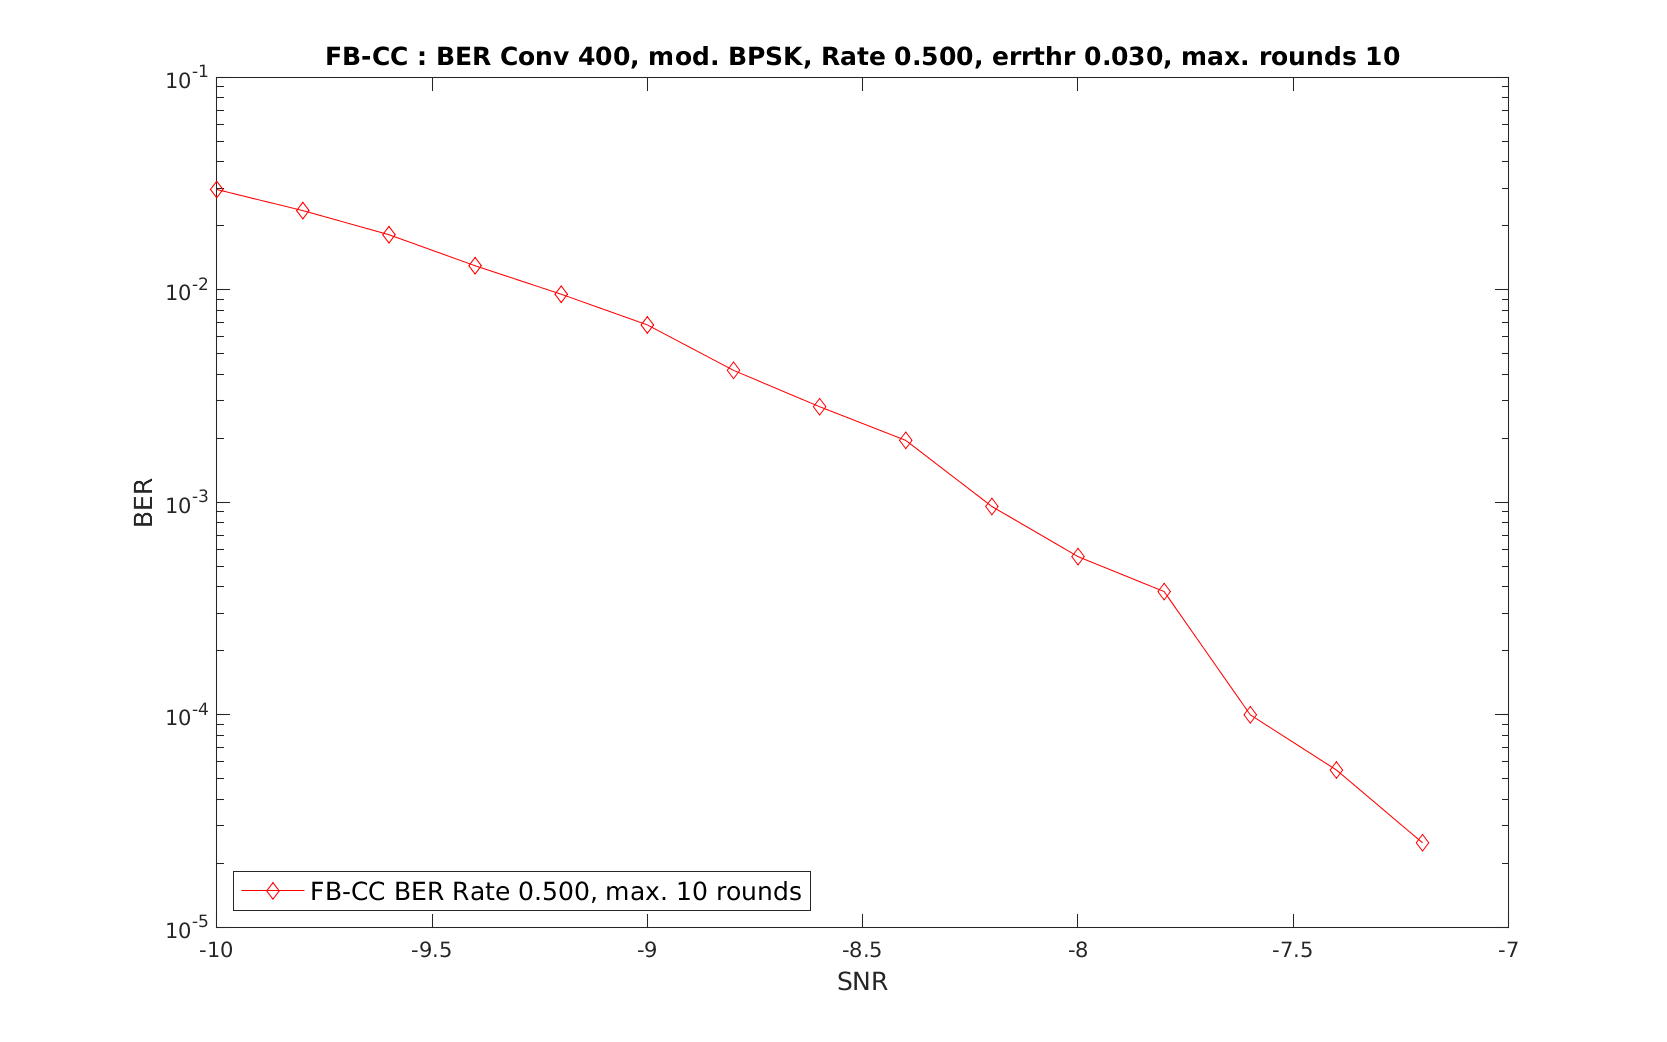 FB-CC : BER Conv 400, mod. BPSK, Rate 0.500, errthr 0.030, max. rounds 10
10^-1
10^-2
10^-3
10^-4
10^-5
BER
FB-CC BER Rate 0.500, max. 10 rounds
-10 -9.5 -9 -8.5 -8 -7.5 -7
SNR